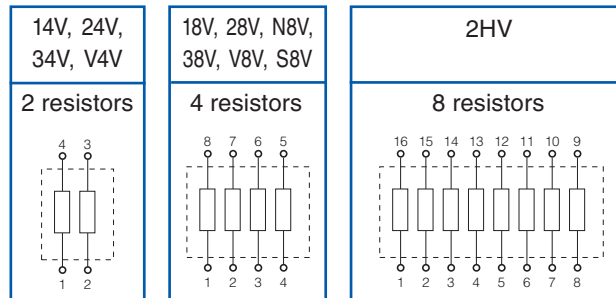 14V, 24V,
34V, V4V
2 resistors
4 3
1 2
18V, 28V, N8V,
38V, V8V, S8V
4 resistors
8 7 6 5
1 2 3 4
2HV
8 resistors
16 15 14 13 12 11 10 9
1 2 3 4 5 6 7 8